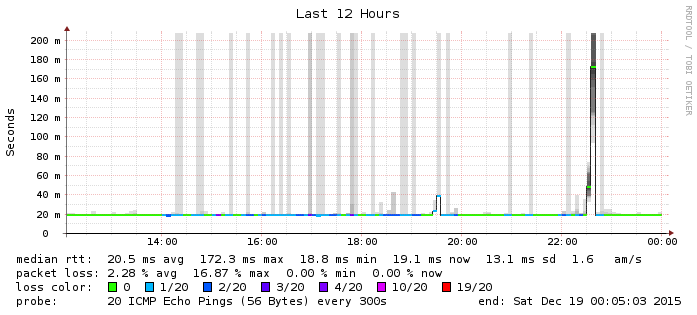 Last 12 Hours
RRDTOOL / TOBI OETIKER
Seconds
200 m
180 m
160 m
140 m
120 m
100 m
80 m
60 m
40 m
20 m
0
14:00 16:00 18:00 20:00 22:00 00:00
median rtt: 20.5 ms avg 172.3 ms max 18.8 ms min 19.1 ms now 13.1 ms sd 1.6 am/s
packet loss: 2.28 % avg 16.87 % max 0.00 % min 0.00 % now
loss color: 0 1/20 2/20 3/20 4/20 10/20 19/20
probe: 20 ICMP Echo Pings (56 Bytes) every 300s end: Sat Dec 19 00:05:03 2015